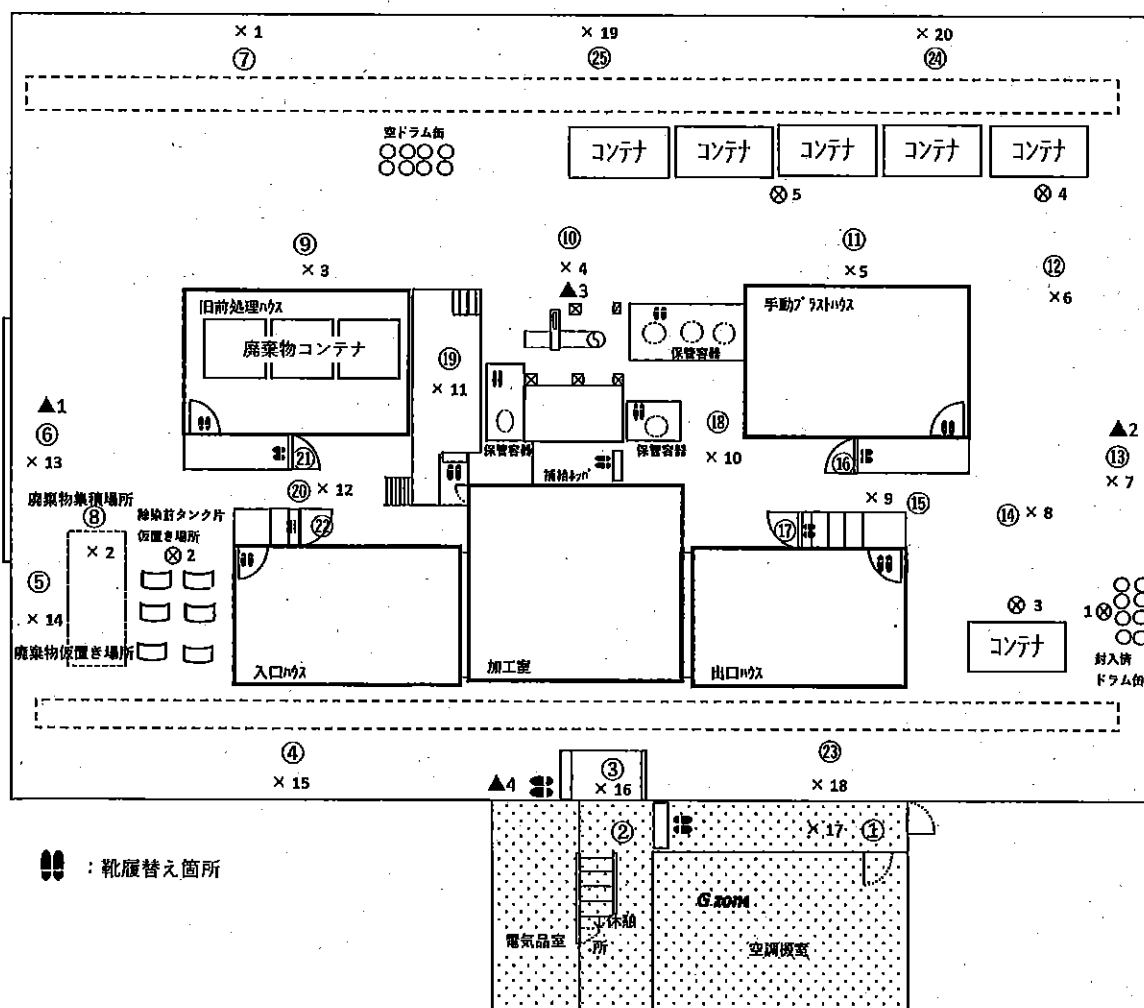 × 1
⑦
× 19
㉕
× 20
㉔
空ドラム缶
コンテナ
コンテナ
コンテナ
コンテナ
コンテナ
⊗ 5
⊗ 4
⑨
× 3
⑩
× 4
▲3
⑪
× 5
⑫
× 6
旧前処理ハウス
廃棄物コンテナ
⑲
× 11
保管容器
手動ブラストハウス
保管容器
保管容器
⑱
× 10
▲1
⑥
× 13
▲2
⑬
× 7
㉑
⑳
× 12
⑯
× 9
⑮
⑭
× 8
廃棄物集積場所
⑧
× 2
除染前タンク片
仮置き場所
⊗ 2
㉒
⑰
⑤
× 14
廃棄物仮置き場所
入口ハウス
加工室
出口ハウス
⊗ 3
コンテナ
1 ⊗
封入済
ドラム缶
④
× 15
▲4
③
× 16
㉓
× 18
②
× 17
①
：靴履替え箇所
G zone
電気品室
休憩
所
空調機室